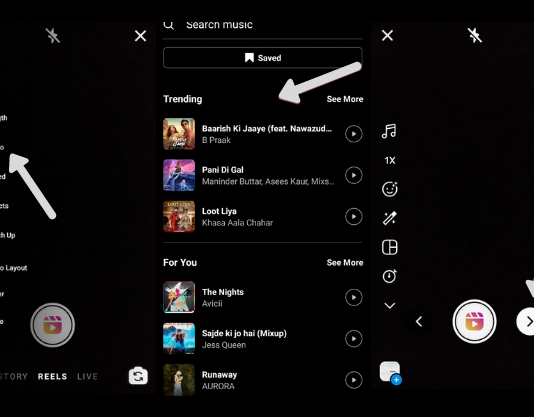 o
ed
cts
h Up
o Layout
er
e
STORY REELS LIVE
Search music
Saved
Trending
See More
Baarish Ki Jaaye (feat. Nawazud...
B Praak
Pani Di Gal
Maninder Buttar, Asees Kaur, Mixs...
Loot Liya
Khasa Aala Chahar
For You
See More
The Nights
Avicii
Sajde ki jo hai (Mixup)
Jess Queen
Runaway
AURORA
1X